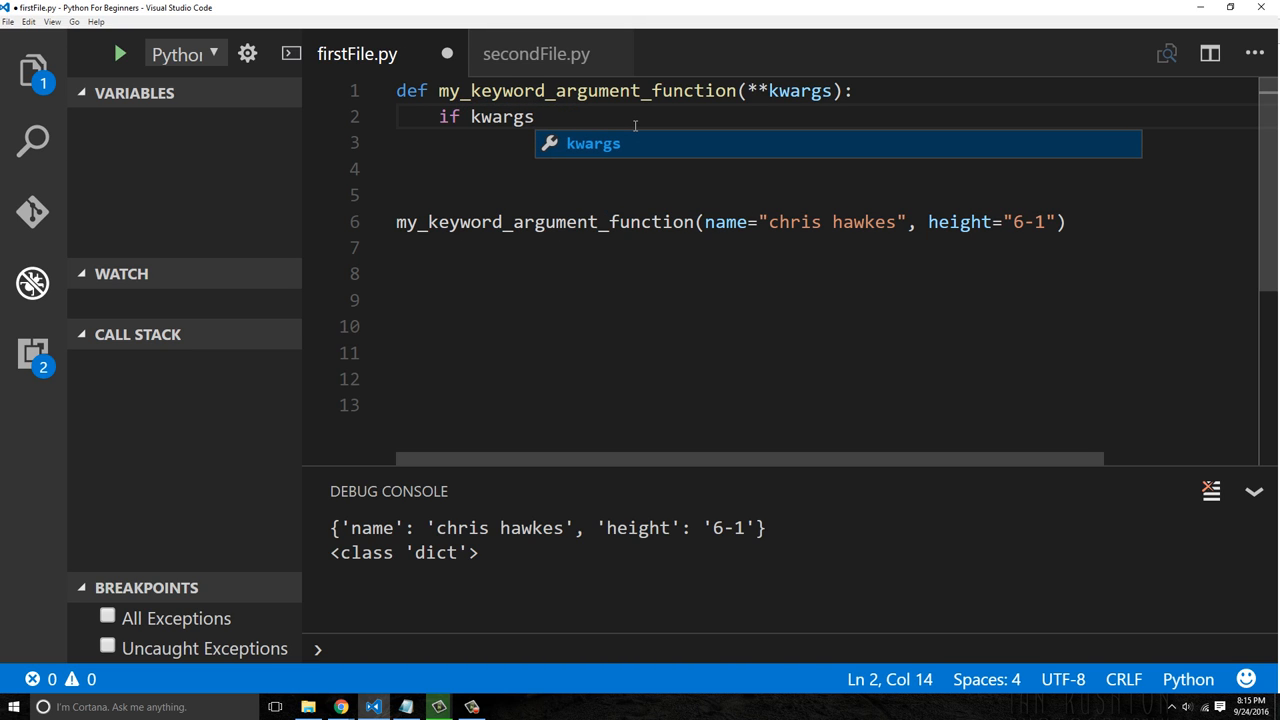 • firstFile.py - Python For Beginners - Visual Studio Code
File Edit View Go Help
Python firstFile.py secondFile.py
1
VARIABLES
1 def my_keyword_argument_function(**kwargs):
2 if kwargs
kwargs
3
4
5
6 my_keyword_argument_function(name="chris hawkes", height="6-1")
7
8
9
10
11
12
13
WATCH
CALL STACK
2
DEBUG CONSOLE
{'name': 'chris hawkes', 'height': '6-1'}
<class 'dict'>
BREAKPOINTS
All Exceptions
Uncaught Exceptions
0 0 Ln 2, Col 14 Spaces: 4 UTF-8 CRLF Python
I'm Cortana. Ask me anything.
8:15 PM
9/24/2016